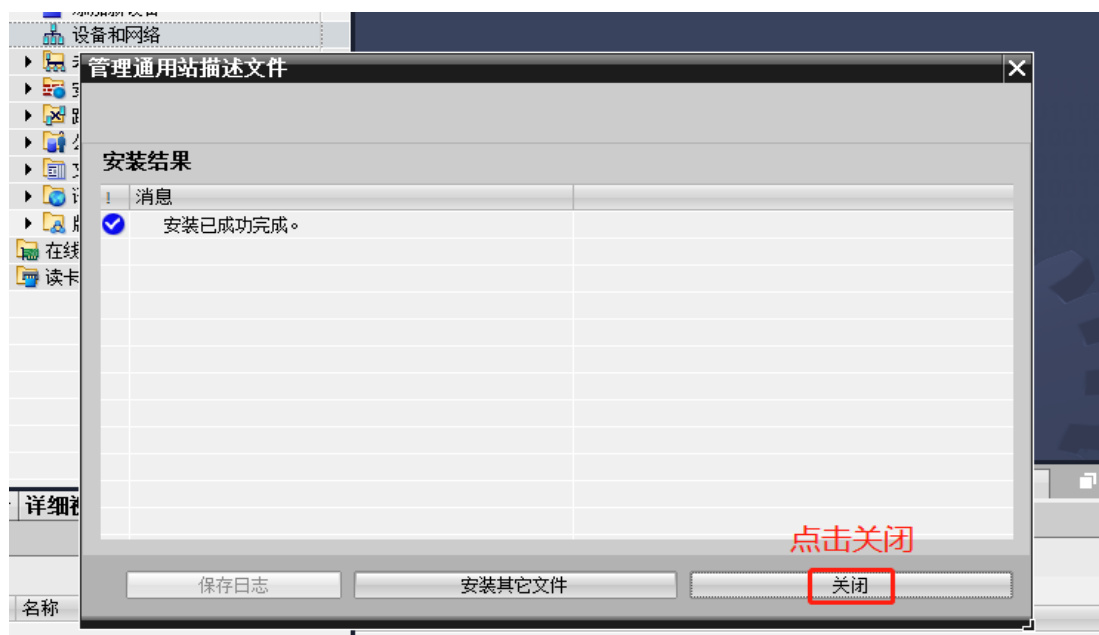 设备和网络
管理通用站描述文件
安装结果
! 消息
安装已成功完成。
在线
读卡
详细
点击关闭
保存日志
安装其它文件
关闭
名称